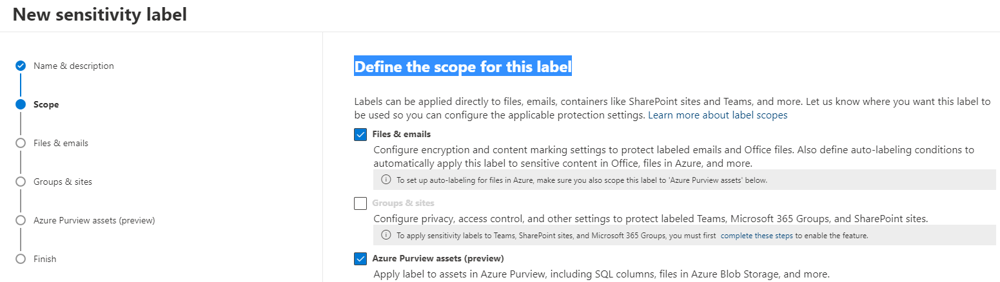 New sensitivity label
Name & description
Scope
Files & emails
Groups & sites
Azure Purview assets (preview)
Finish
Define the scope for this label
Labels can be applied directly to files, emails, containers like SharePoint sites and Teams, and more. Let us know where you want this label to
be used so you can configure the applicable protection settings. Learn more about label scopes
Files & emails
Configure encryption and content marking settings to protect labeled emails and Office files. Also define auto-labeling conditions to
automatically apply this label to sensitive content in Office, files in Azure, and more.
To set up auto-labeling for files in Azure, make sure you also scope this label to 'Azure Purview assets' below.
Groups & sites
Configure privacy, access control, and other settings to protect labeled Teams, Microsoft 365 Groups, and SharePoint sites.
To apply sensitivity labels to Teams, SharePoint sites, and Microsoft 365 Groups, you must first complete these steps to enable the feature.
Azure Purview assets (preview)
Apply label to assets in Azure Purview, including SQL columns, files in Azure Blob Storage, and more.